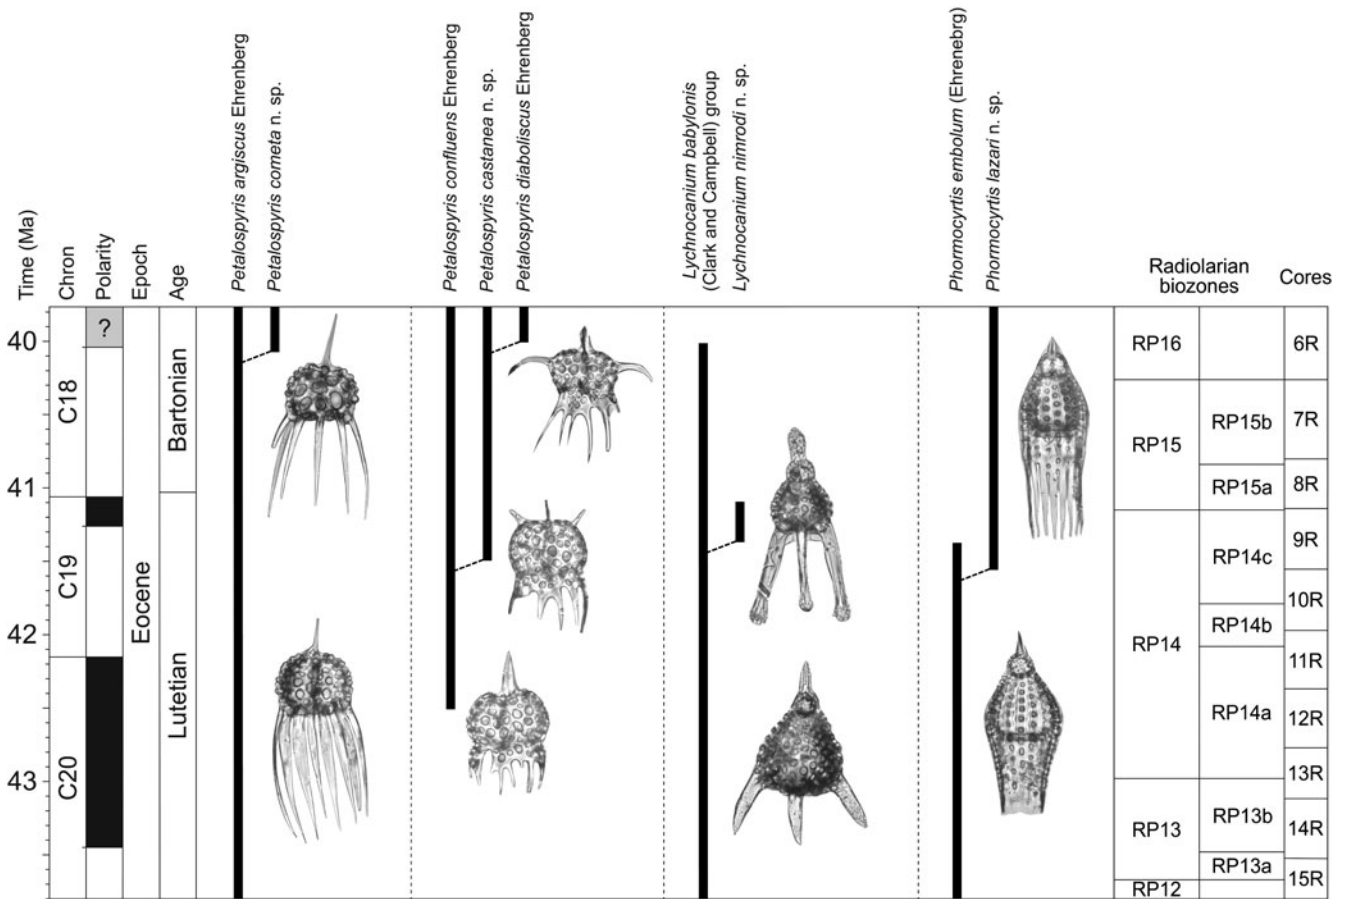 Time (Ma)
Chron
Polarity
Epoch
Age
Petalospyris argiscus Ehrenberg
Petalospyris cometa n. sp.
Petalospyris confluens Ehrenberg
Petalospyris castanea n. sp.
Petalospyris diaboliscus Ehrenberg
Lychnocanium babylonis
(Clark and Campbell) group
Lychnocanium nimrodi n. sp.
Phormocyrtis embolum (Ehrenebrg)
Phormocyrtis lazari n. sp.
Radiolarian
biozones
Cores
40
41
42
43
C18
C19
C20
?
Eocene
Bartonian
Lutetian
RP16
RP15
RP14
RP13
RP12
RP15b
RP15a
RP14c
RP14b
RP14a
RP13b
RP13a
6R
7R
8R
9R
10R
11R
12R
13R
14R
15R